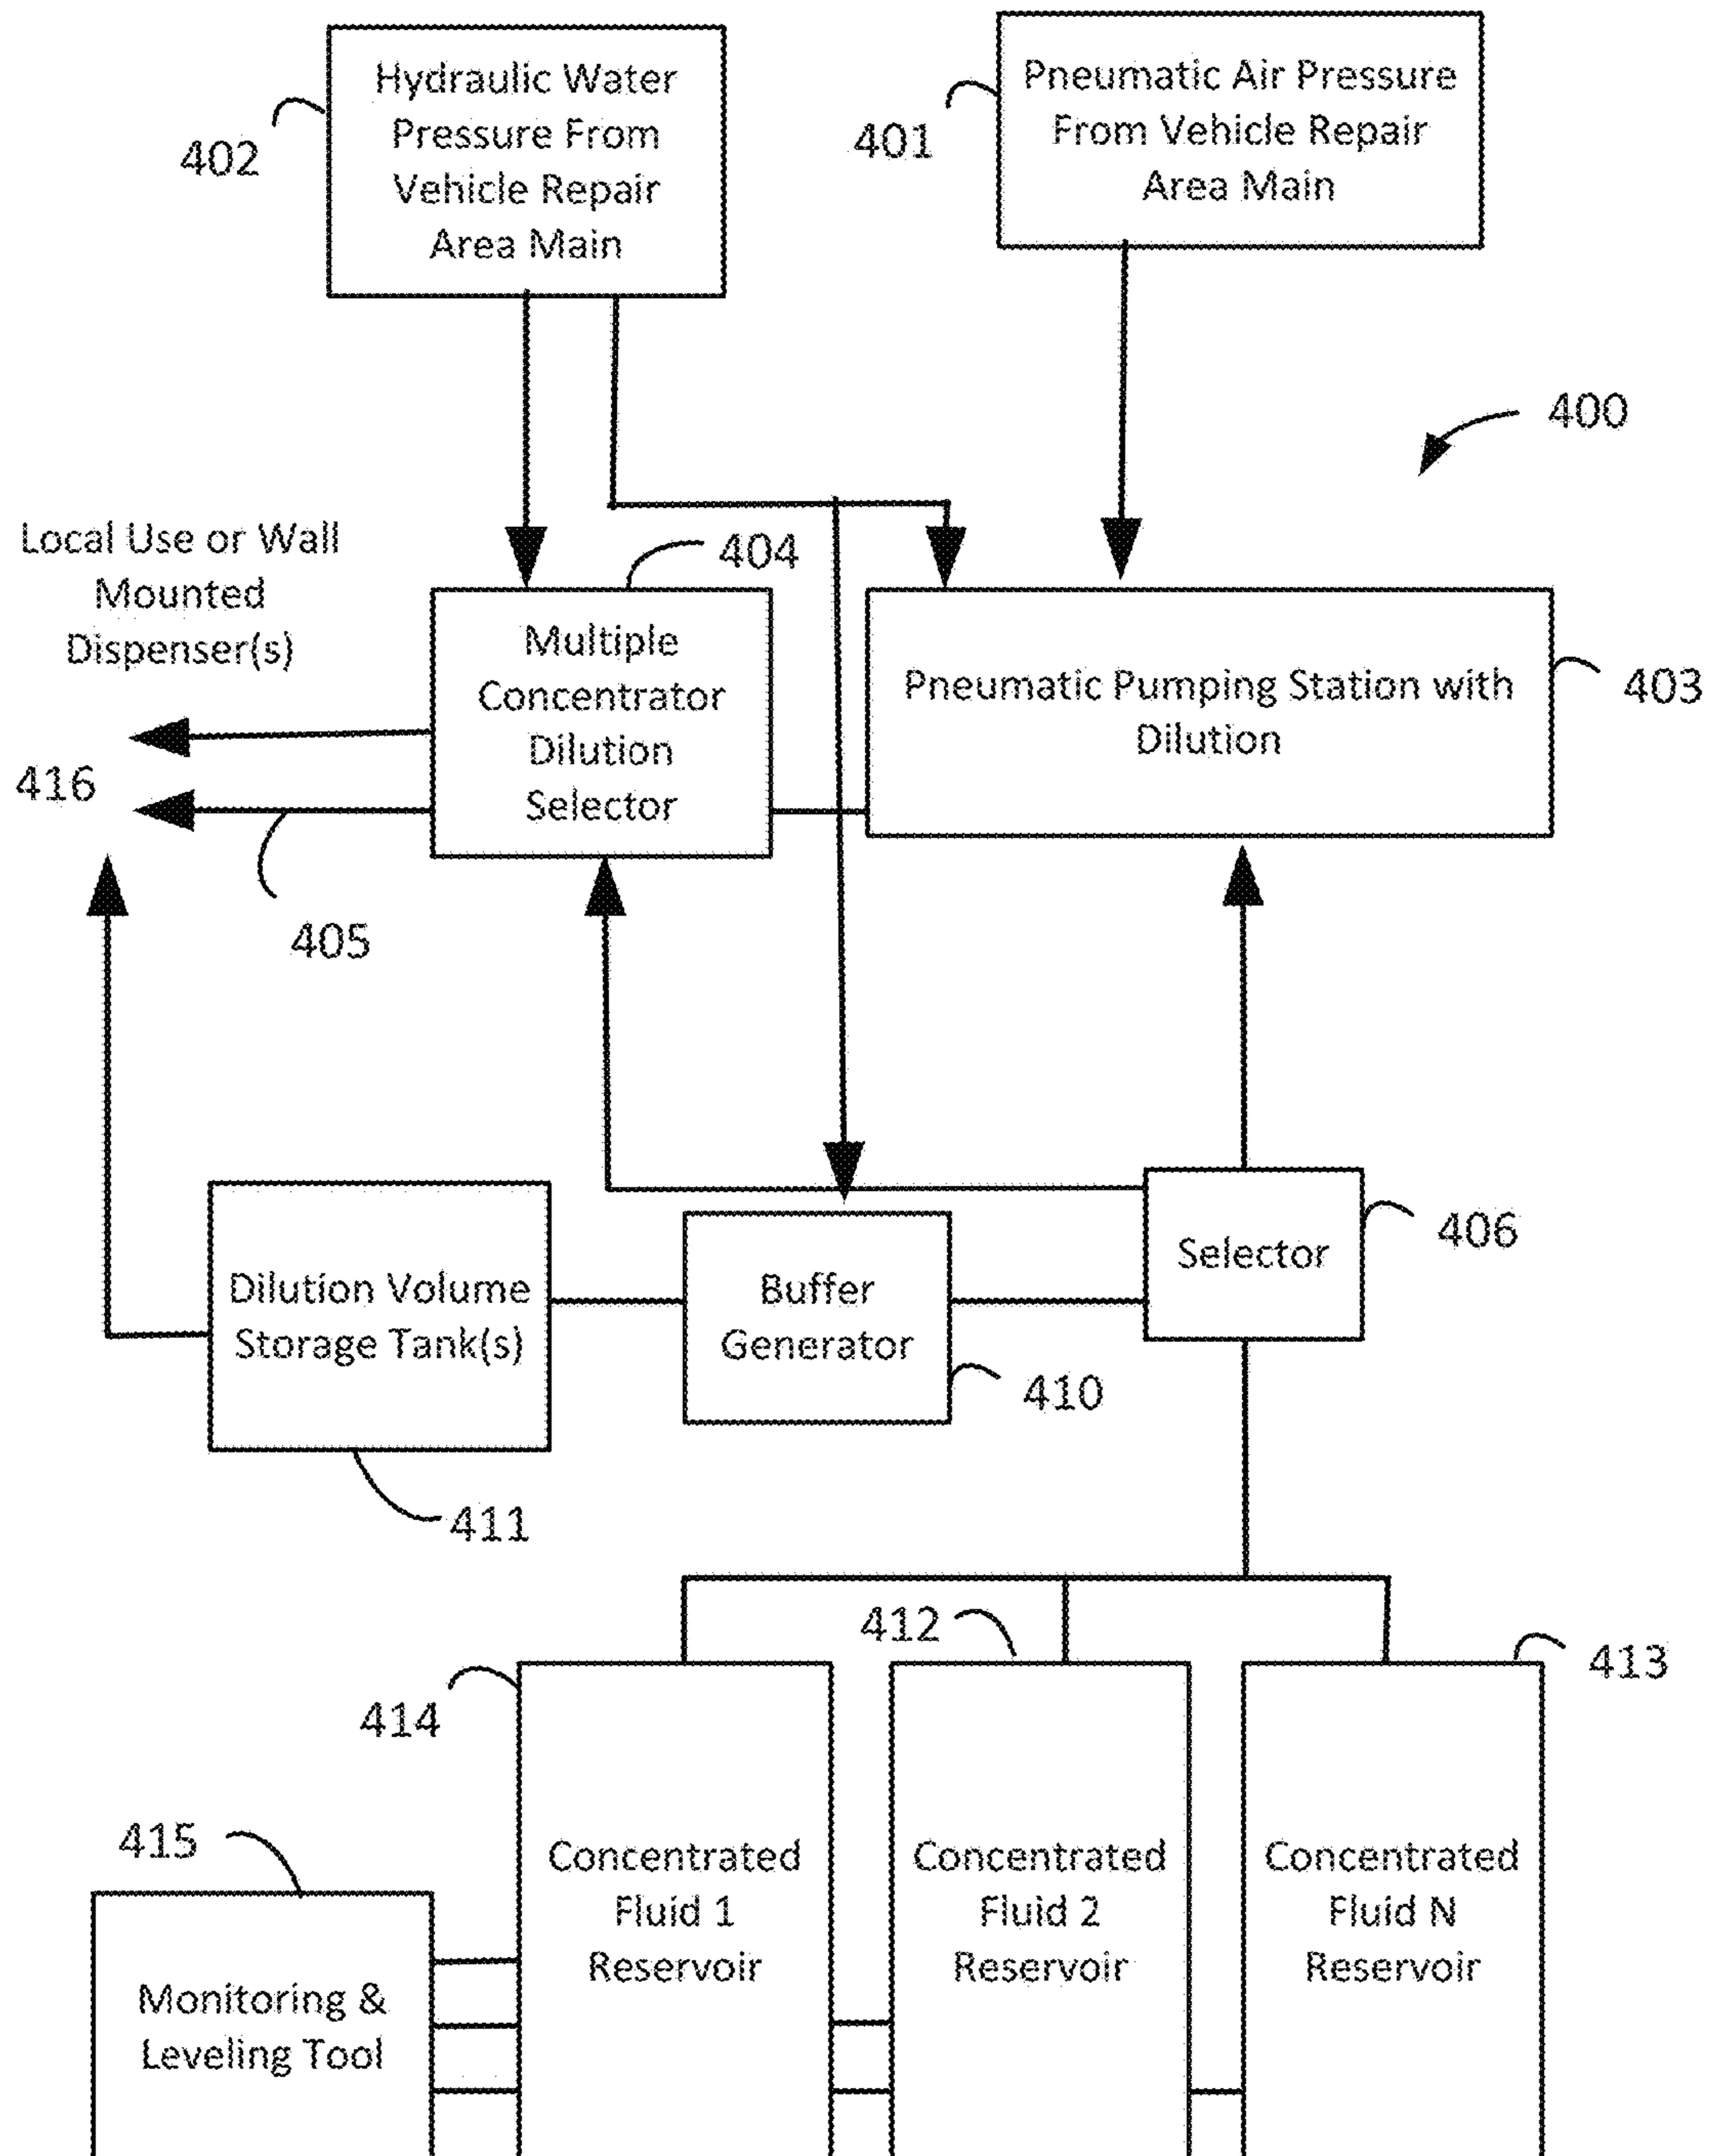 Hydraulic Water
Pressure From
Vehicle Repair
Area Main
402
Pneumatic Air Pressure
From Vehicle Repair
Area Main
401
400
Local Use or Wall
Mounted
Dispenser(s)
404
Multiple
Concentrator
Dilution
Selector
Pneumatic Pumping Station with
Dilution
403
416
405
Selector
406
Dilution Volume
Storage Tank(s)
Buffer
Generator
410
411
412
413
414
415
Concentrated
Fluid 1
Reservoir
Concentrated
Fluid 2
Reservoir
Concentrated
Fluid N
Reservoir
Monitoring &
Leveling Tool